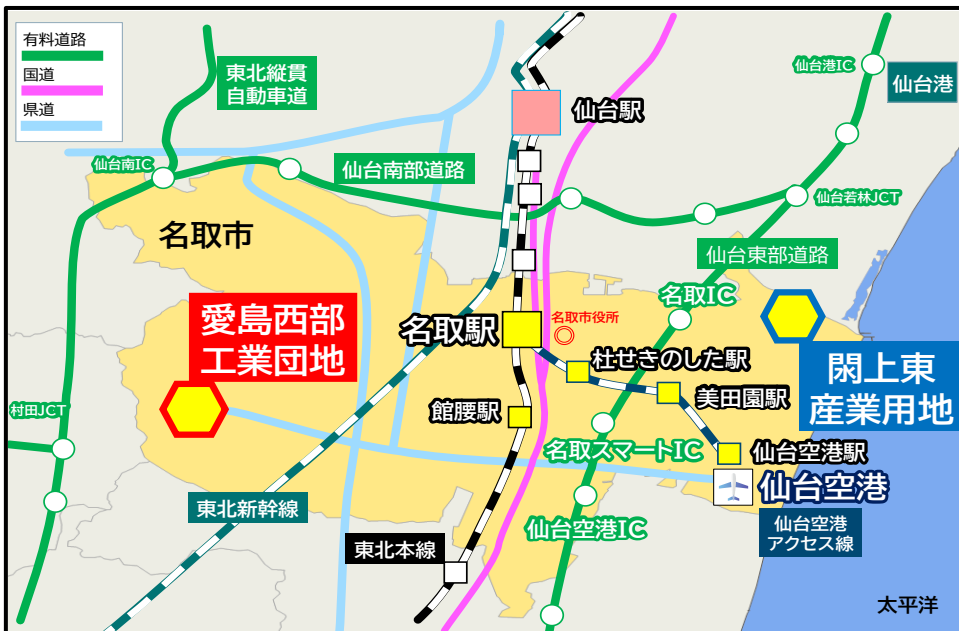 有料道路
国道
県道
東北縦貫
自動車道
仙台港IC
仙台港
仙台駅
仙台南IC
仙台南部道路
仙台若林JCT
名取市
仙台東部道路
名取IC
愛島西部
工業団地
名取駅
名取市役所
杜せきのした駅
閖上東
産業用地
美田園駅
村田JCT
館腰駅
名取スマートIC
仙台空港駅
仙台空港
東北新幹線
仙台空港IC
仙台空港
アクセス線
東北本線
太平洋